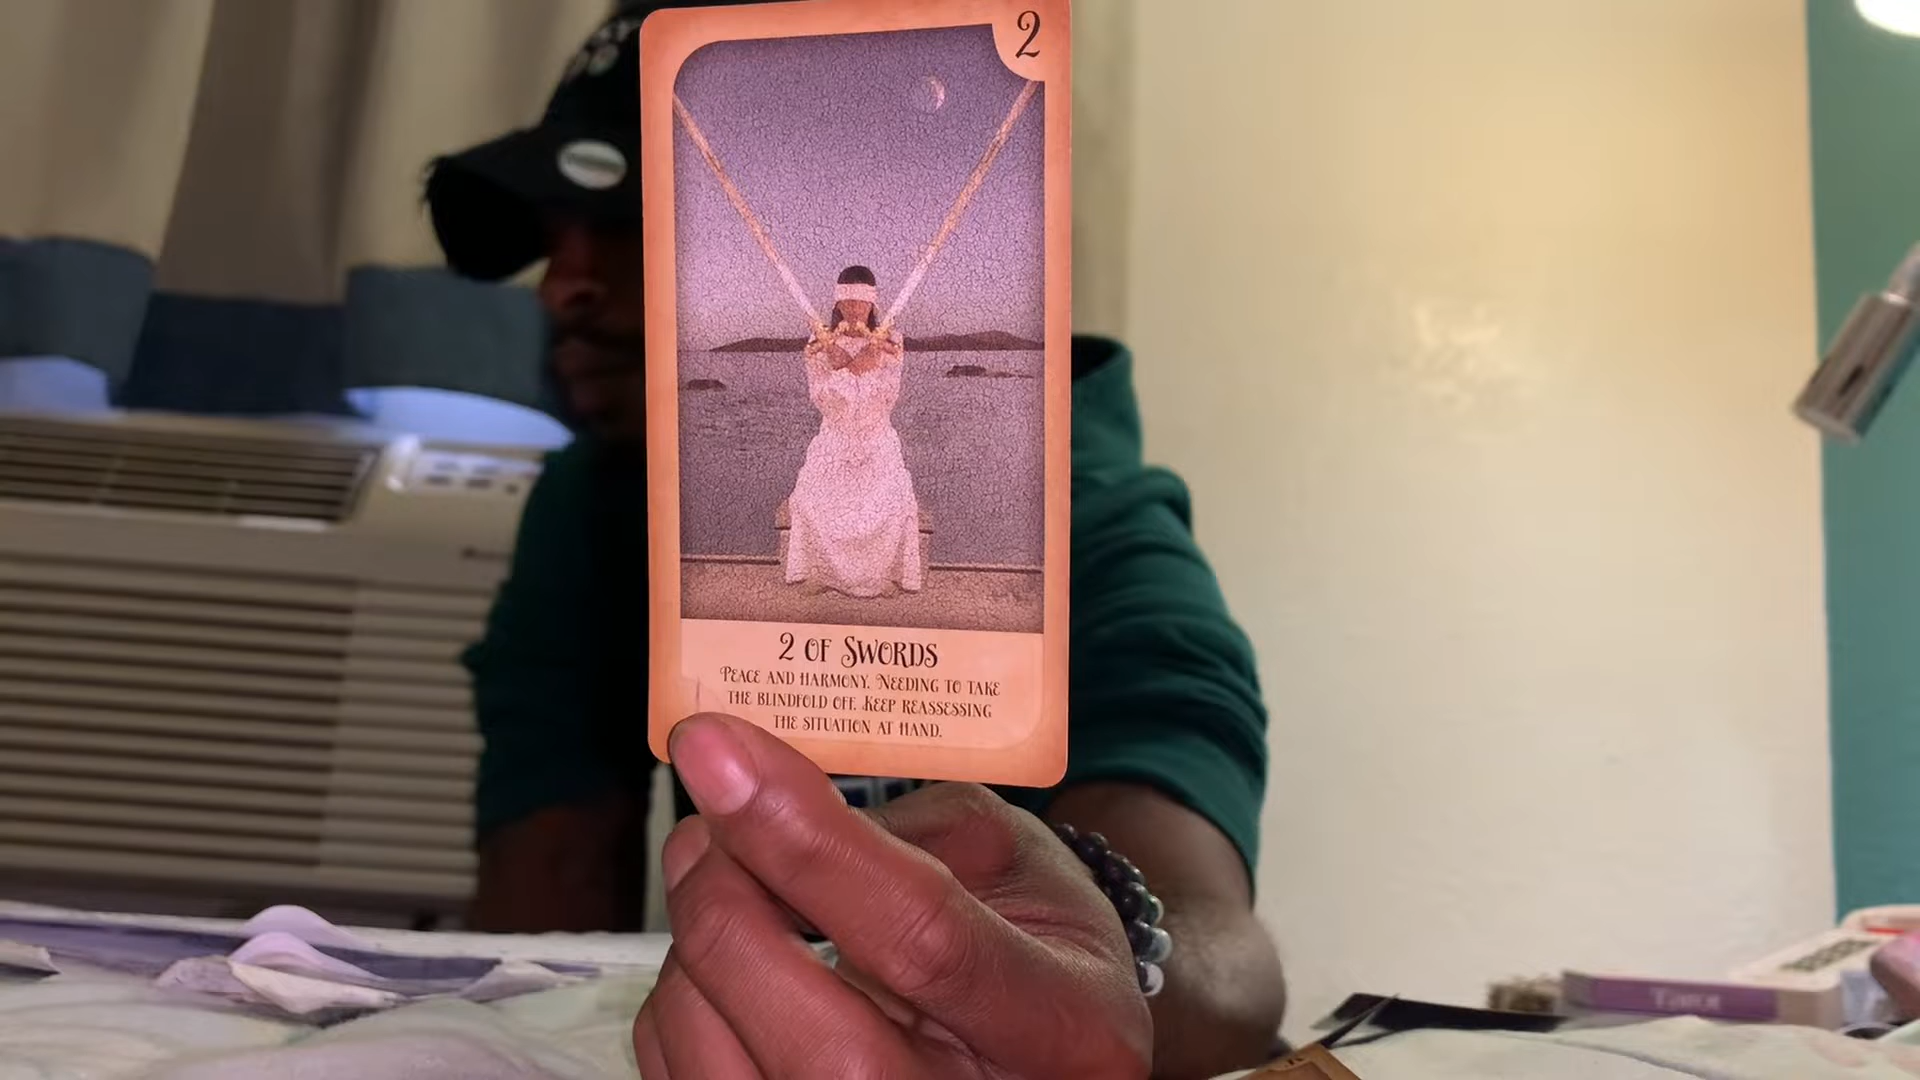 2
2 OF SWORDS
PEACE AND HARMONY. NEEDING TO TAKE
THE BLINDFOLD OFF. KEEP REASSESSING
THE SITUATION AT HAND.
Tarot